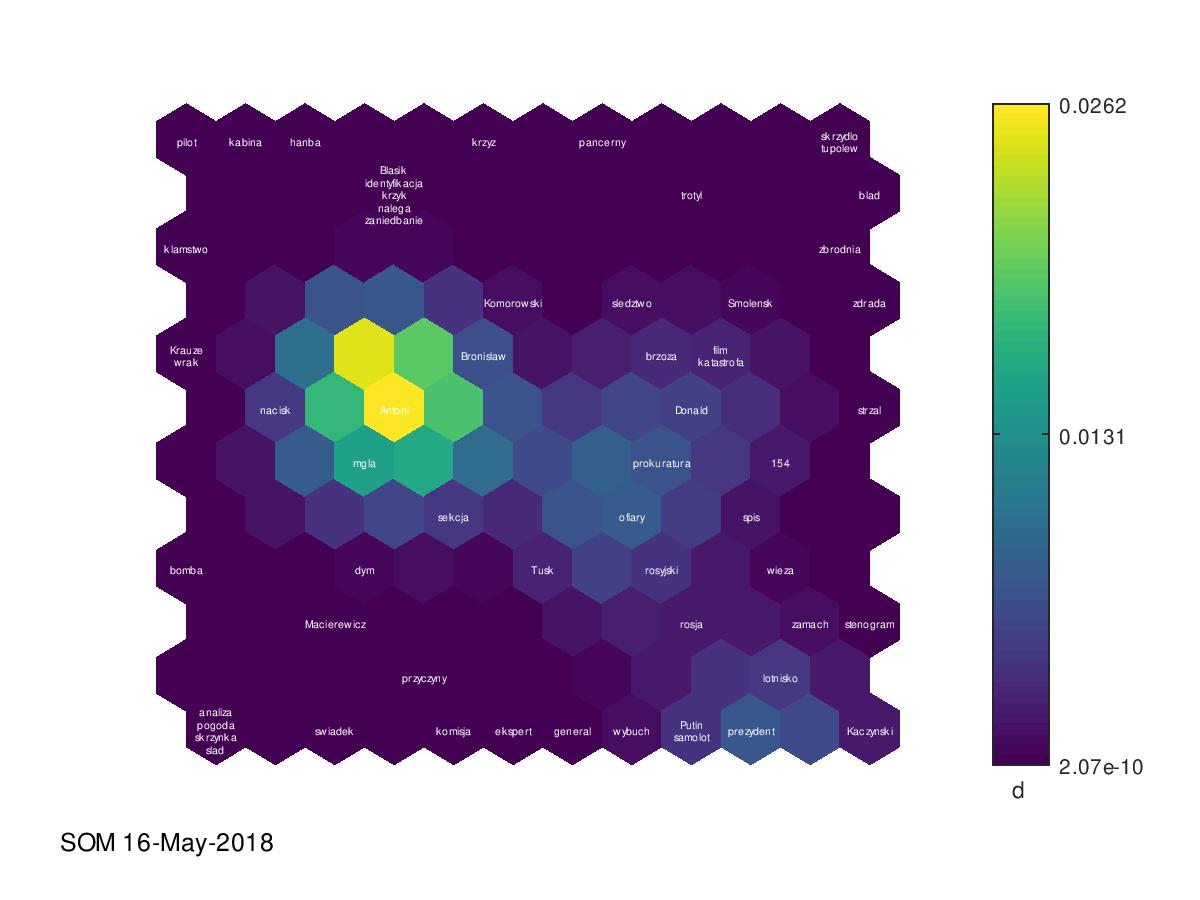 0.0262
pilot kabina hanba krzyz pancerny skrzydlo
tupolew
Blasik
identyfikacja
krzyk
nalega
zaniedbanie
trotyl blad
klamstwo zbrodnia
Komorowski sledztwo Smolensk zdrada
Krauze
wrak
Bronislaw brzoza film
katastrofa
nacisk Antoni Donald strzal
0.0131
mgla prokuratura 154
sekcja ofiary spis
bomba dym Tusk rosyjski wieza
Macierewicz rosja zamach stenogram
przyczyny lotnisko
analiza
pogoda
skrzynka
slad
swiadek komisja ekspert general wybuch Putin
samolot
prezydent Kaczynski
2.07e-10
d
SOM 16-May-2018